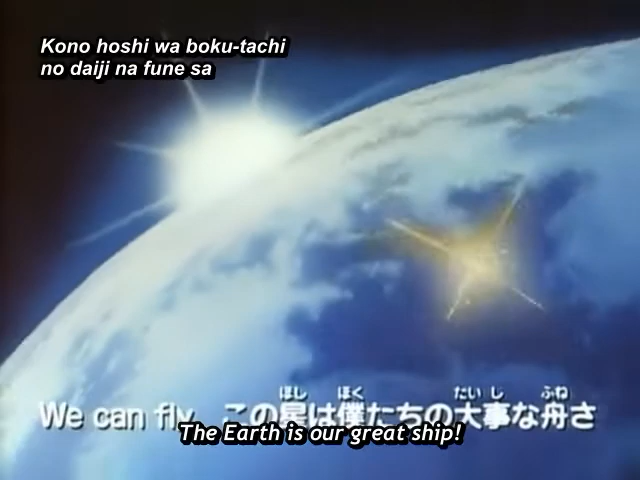 Kono hoshi wa boku-tachi
no daiji na fune sa
ほし ぼく だいじ ふね
We can fly この星は僕たちの大事な舟さ
The Earth is our great ship!